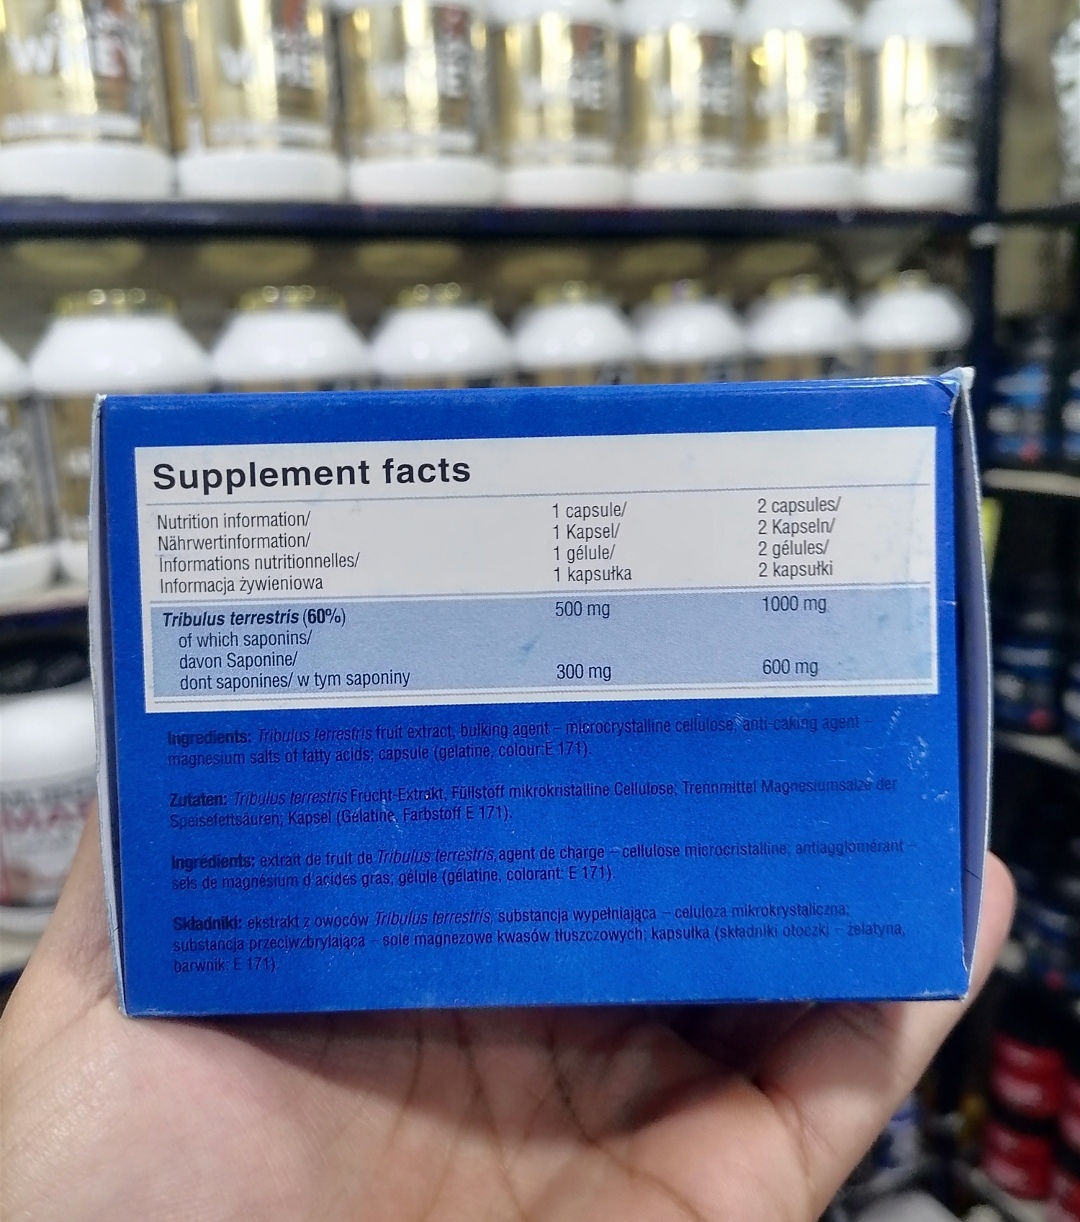 WHEY
Supplement facts
Nutrition information/ 1 capsule/ 2 capsules/
Nährwertinformation/ 1 Kapsel/ 2 Kapseln/
Informations nutritionnelles/ 1 gélule/ 2 gélules/
Informacja żywieniowa 1 kapsułka 2 kapsułki
Tribulus terrestris (60%) 500 mg 1000 mg
of which saponins/
davon Saponine/
dont saponines/ w tym saponiny 300 mg 600 mg
Ingredients: Tribulus terrestris fruit extract, bulking agent – microcrystalline cellulose; anti-caking agent –
magnesium salts of fatty acids; capsule (gelatine, colour:E 171).
Zutaten: Tribulus terrestris Frucht-Extrakt, Füllstoff mikrokristalline Cellulose; Trennmittel Magnesiumsalze der
Speisefettsäuren; Kapsel (Gelatine, Farbstoff E 171).
Ingrédients: extrait de fruit de Tribulus terrestris, agent de charge – cellulose microcristalline; antiagglomérant –
sels de magnésium d'acides gras; gélule (gélatine, colorant: E 171).
Składniki: ekstrakt z owoców Tribulus terrestris, substancja wypełniająca – celuloza mikrokrystaliczna;
substancja przeciwzbrylająca – sole magnezowe kwasów tłuszczowych; kapsułka (składniki otoczki – żelatyna,
barwnik: E 171).